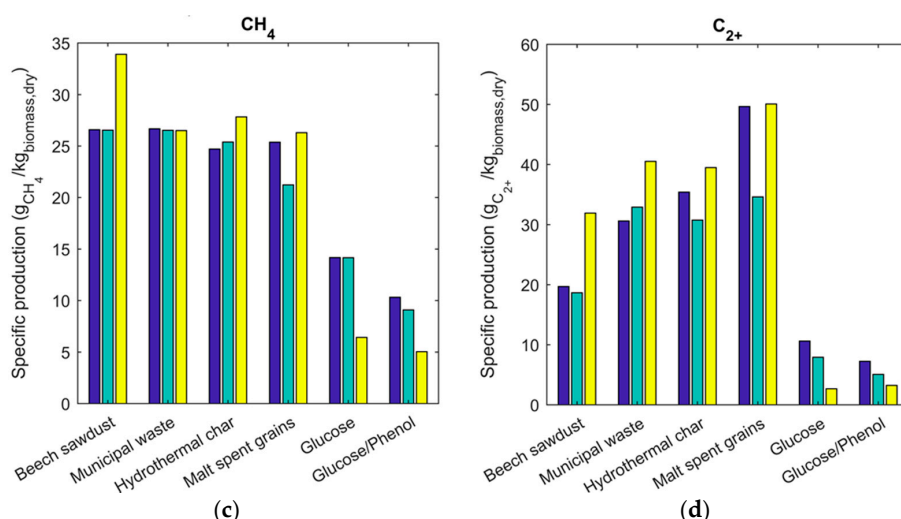 CH4
Specific production (gCH4/kgbiomass,dry)
35
30
25
20
15
10
5
0
Beech sawdust
Municipal waste
Hydrothermal char
Malt spent grains
Glucose
Glucose/Phenol
(c)
C2+
Specific production (gC2+/kgbiomass,dry)
60
50
40
30
20
10
0
Beech sawdust
Municipal waste
Hydrothermal char
Malt spent grains
Glucose
Glucose/Phenol
(d)